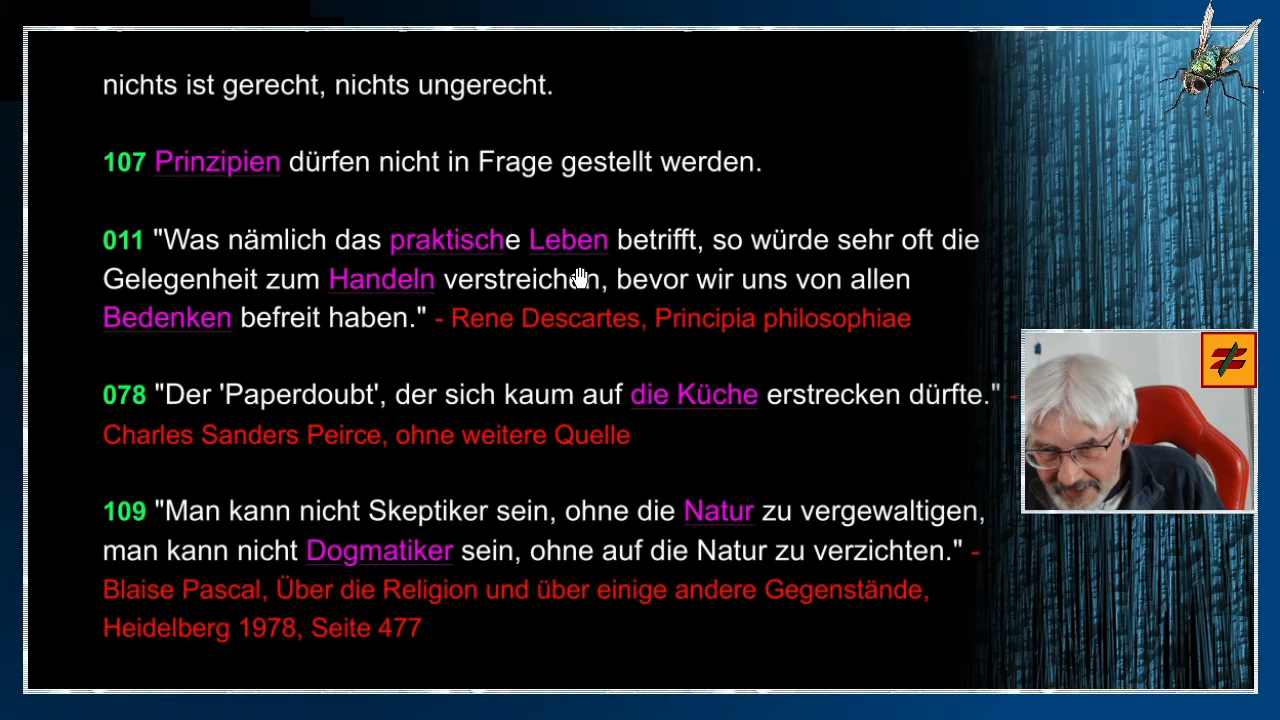 nichts ist gerecht, nichts ungerecht.
107 Prinzipien dürfen nicht in Frage gestellt werden.
011 "Was nämlich das praktische Leben betrifft, so würde sehr oft die
Gelegenheit zum Handeln verstreichen, bevor wir uns von allen
Bedenken befreit haben." - Rene Descartes, Principia philosophiae
078 "Der 'Paperdoubt', der sich kaum auf die Küche erstrecken dürfte." -
Charles Sanders Peirce, ohne weitere Quelle
109 "Man kann nicht Skeptiker sein, ohne die Natur zu vergewaltigen,
man kann nicht Dogmatiker sein, ohne auf die Natur zu verzichten." -
Blaise Pascal, Über die Religion und über einige andere Gegenstände,
Heidelberg 1978, Seite 477